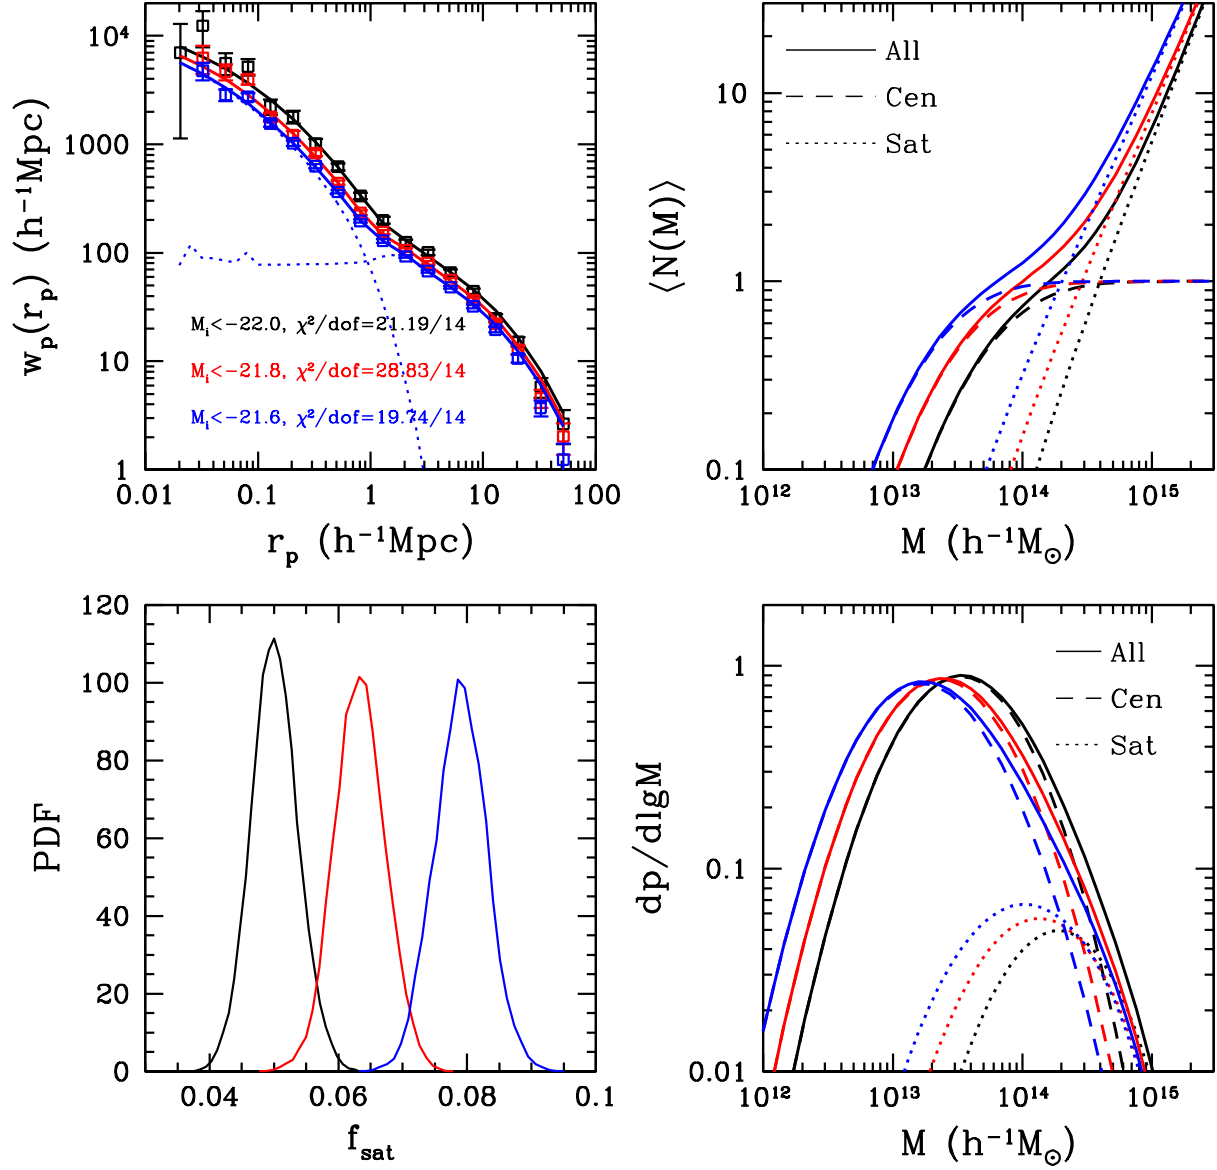 10⁴
1000
100
10
1
w_p(r_p) (h⁻¹Mpc)
M_i<−22.0, χ²/dof=21.19/14
M_i<−21.8, χ²/dof=28.83/14
M_i<−21.6, χ²/dof=19.74/14
0.01 0.1 1 10 100
r_p (h⁻¹Mpc)
All
Cen
Sat
10
1
0.1
⟨N(M)⟩
10¹² 10¹³ 10¹⁴ 10¹⁵
M (h⁻¹M_⊙)
120
100
80
60
40
20
0
PDF
0.04 0.06 0.08 0.1
f_sat
All
Cen
Sat
1
0.1
0.01
dp/dlgM
10¹² 10¹³ 10¹⁴ 10¹⁵
M (h⁻¹M_⊙)